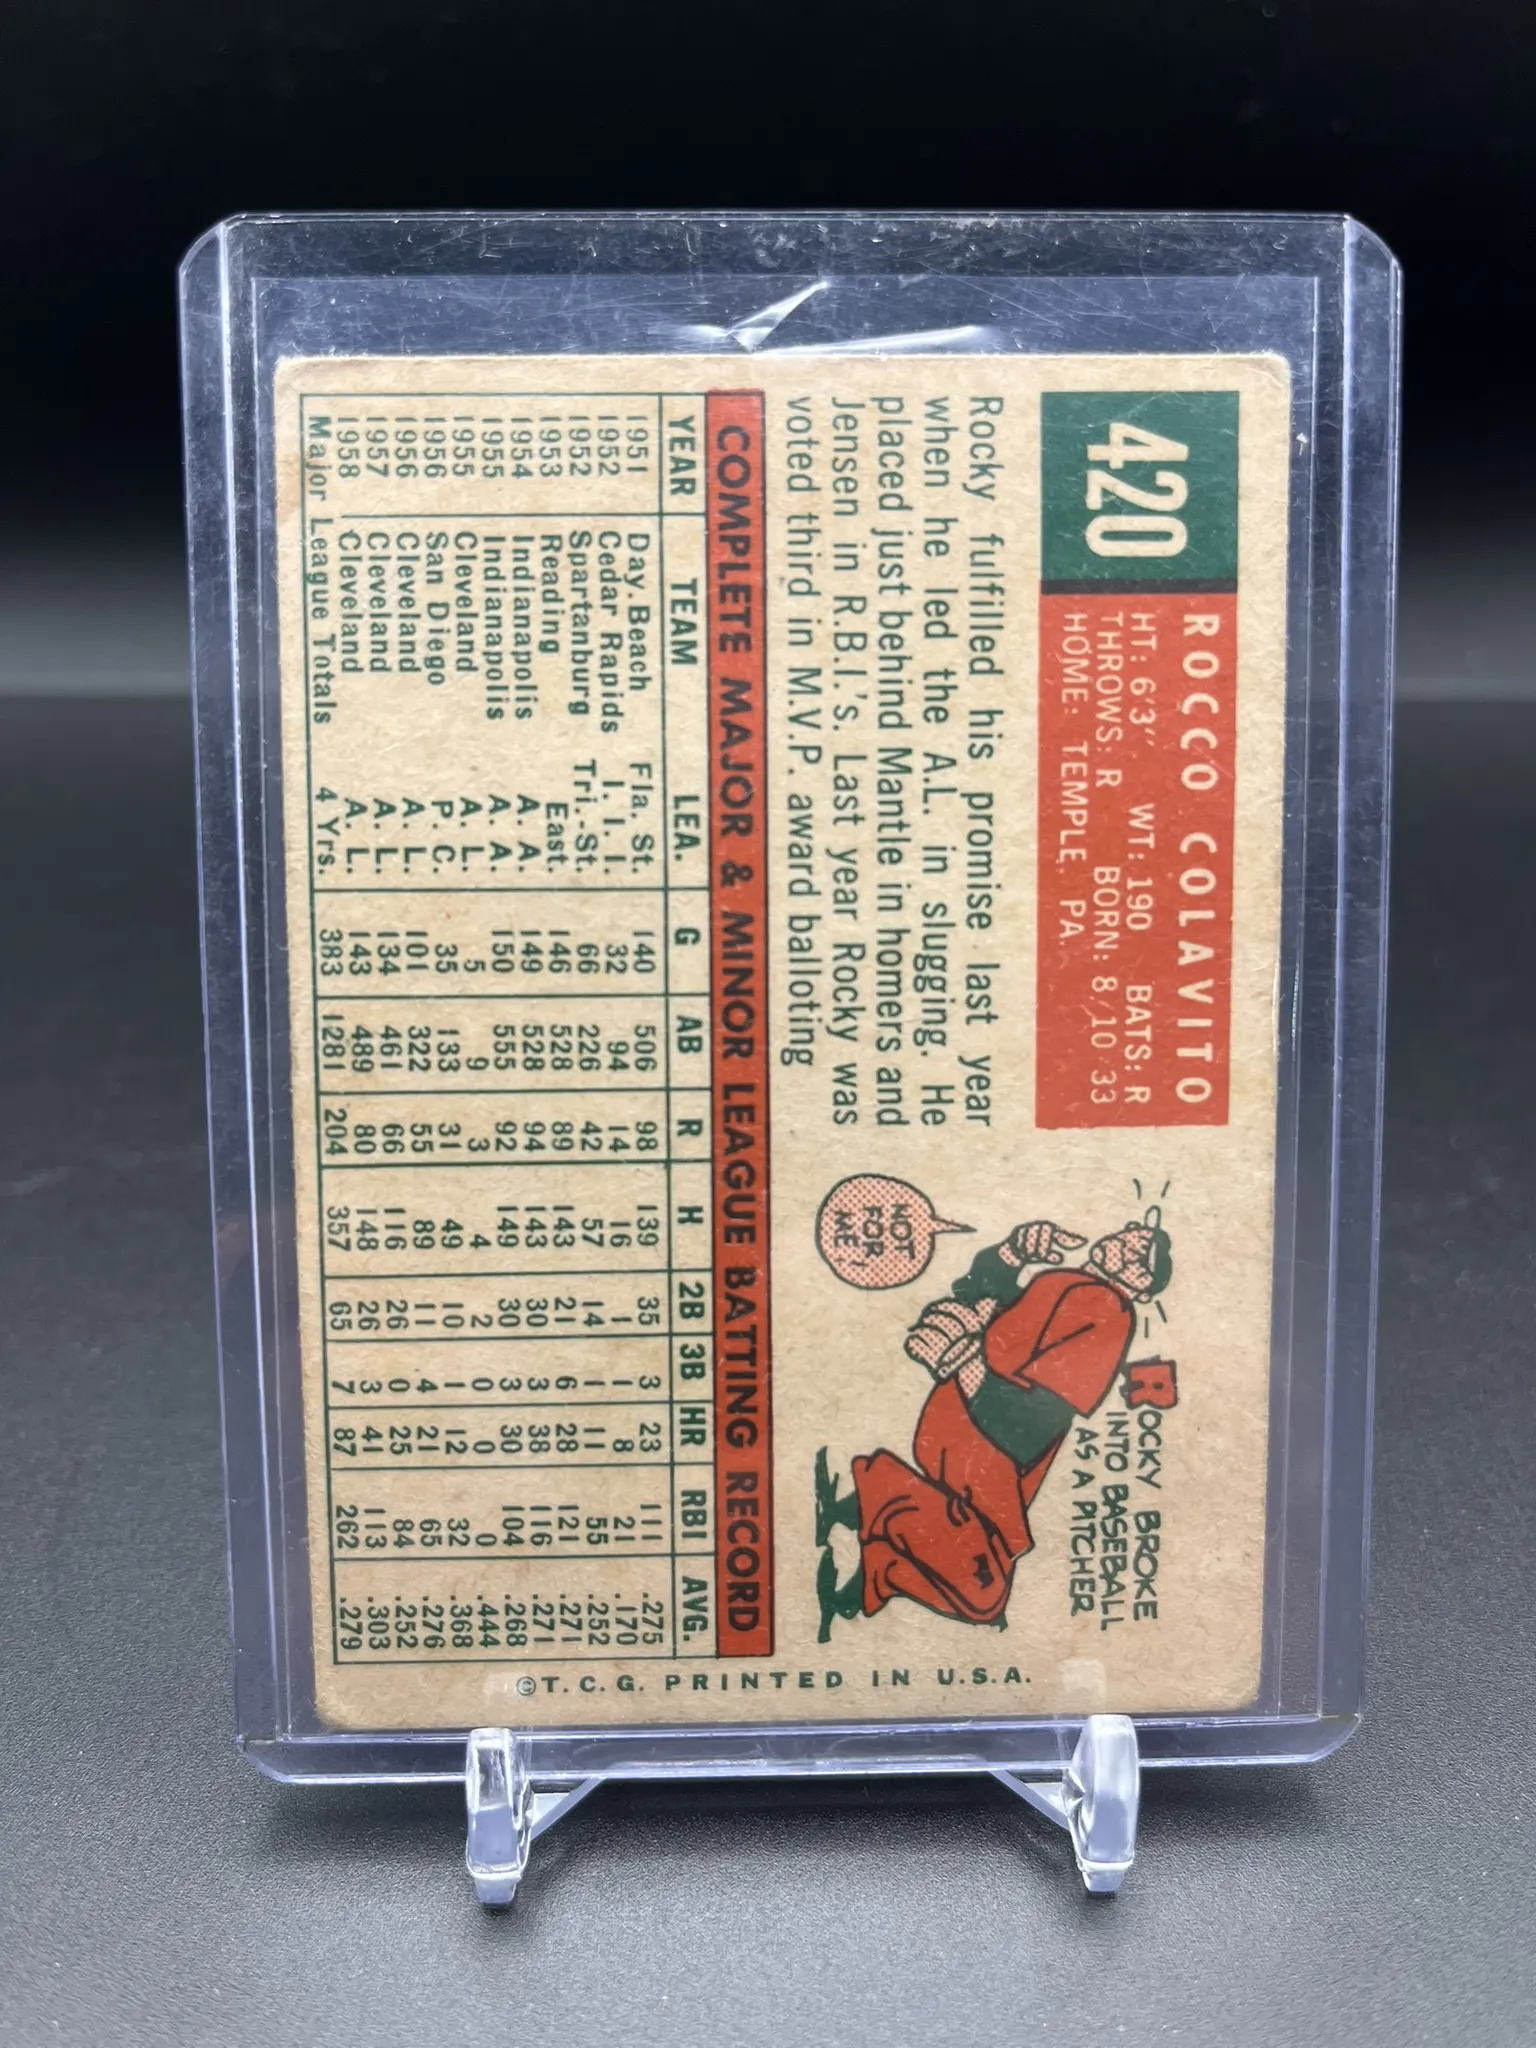 420
ROCCO COLAVITO
HT: 6'3" WT: 190 BATS: R
THROWS: R BORN: 8/10/33
HOME: TEMPLE, PA.
Rocky fulfilled his promise last year
when he led the A.L. in slugging. He
placed just behind Mantle in homers and
Jensen in R.B.I.'s. Last year Rocky was
voted third in M.V.P. award balloting
ROCKY BROKE
INTO BASEBALL
AS A PITCHER
NOT
FOR
ME!
COMPLETE MAJOR & MINOR LEAGUE BATTING RECORD
YEAR TEAM LEA. G AB R H 2B 3B HR RBI AVG.
1951 Day. Beach Fla. St. 140 506 98 139 35 3 23 111 .275
1952 Cedar Rapids I. I. I. 32 94 14 16 1 1 8 21 .170
1952 Spartanburg Tri.-St. 66 226 42 57 14 1 11 55 .252
1953 Reading East. 146 528 89 143 21 6 28 121 .271
1954 Indianapolis A. A. 149 528 94 143 30 3 38 116 .271
1955 Indianapolis A. A. 150 555 92 149 30 3 30 104 .268
1955 Cleveland A. L. 5 9 3 4 2 0 0 0 .444
1956 San Diego P. C. 35 133 31 49 10 1 12 32 .368
1956 Cleveland A. L. 101 322 55 89 11 4 21 65 .276
1957 Cleveland A. L. 134 461 66 116 26 0 25 84 .252
1958 Cleveland A. L. 143 489 80 148 26 3 41 113 .303
Major League Totals 4 Yrs. 383 1281 204 357 65 7 87 262 .279
©T.C.G. PRINTED IN U.S.A.